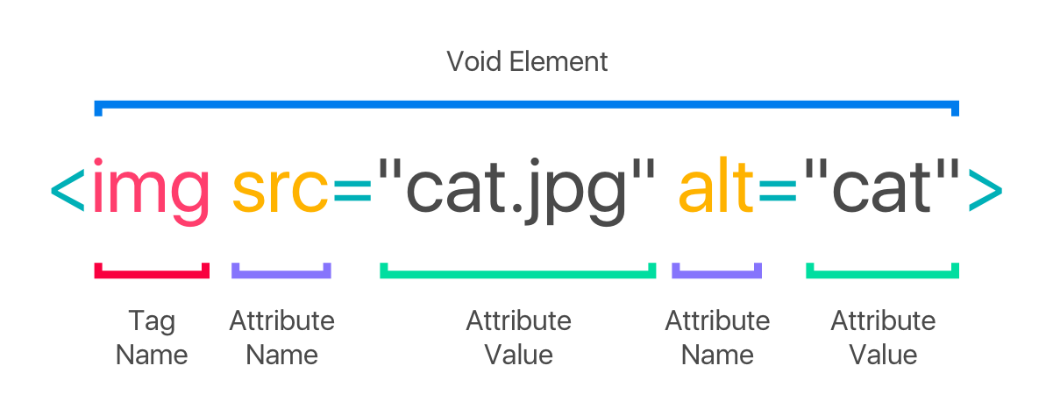 Void Element
<img src="cat.jpg" alt="cat">
Tag Name
Attribute Name
Attribute Value
Attribute Name
Attribute Value